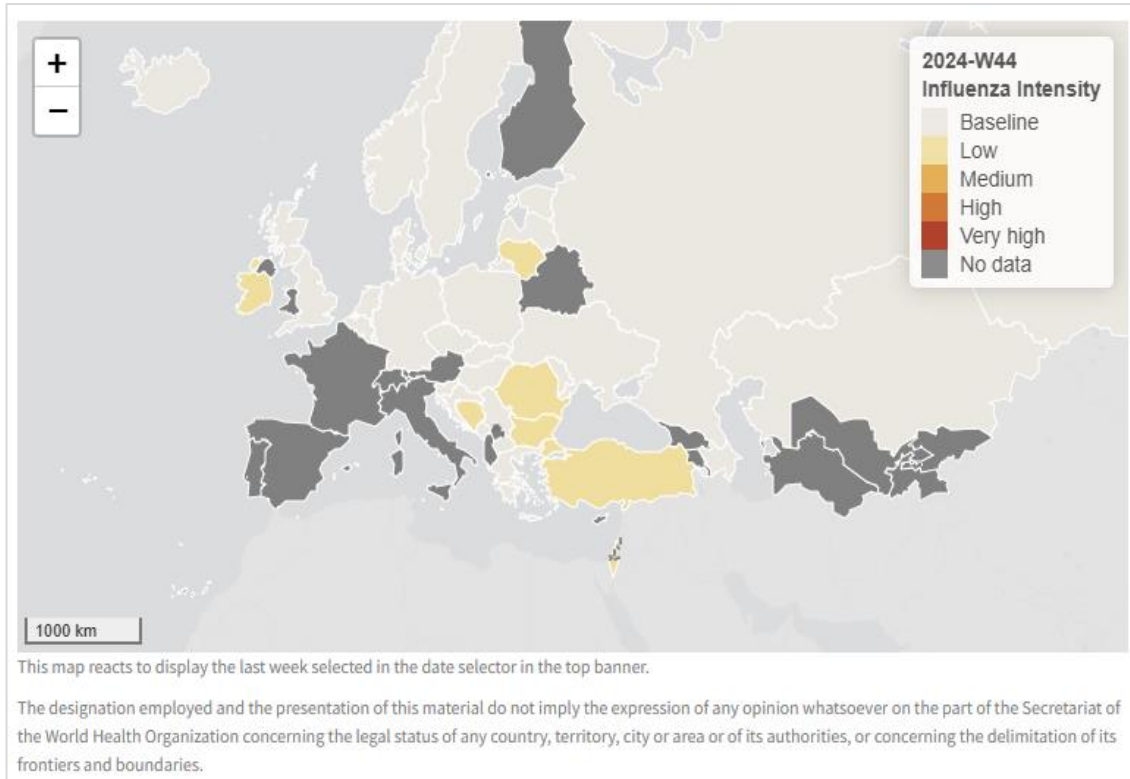 +
−
2024-W44
Influenza Intensity
Baseline
Low
Medium
High
Very high
No data
1000 km
This map reacts to display the last week selected in the date selector in the top banner.
The designation employed and the presentation of this material do not imply the expression of any opinion whatsoever on the part of the Secretariat of
the World Health Organization concerning the legal status of any country, territory, city or area or of its authorities, or concerning the delimitation of its
frontiers and boundaries.